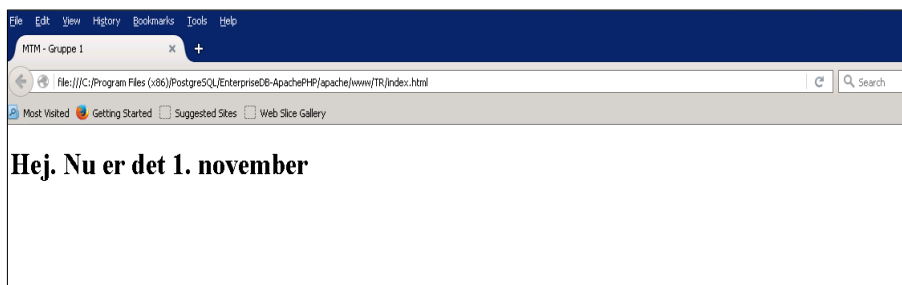 File Edit View History Bookmarks Tools Help
MTM - Gruppe 1 × +
file:///C:/Program Files (x86)/PostgreSQL/EnterpriseDB-ApachePHP/apache/www/TR/index.html Search
Most Visited Getting Started Suggested Sites Web Slice Gallery
Hej. Nu er det 1. november